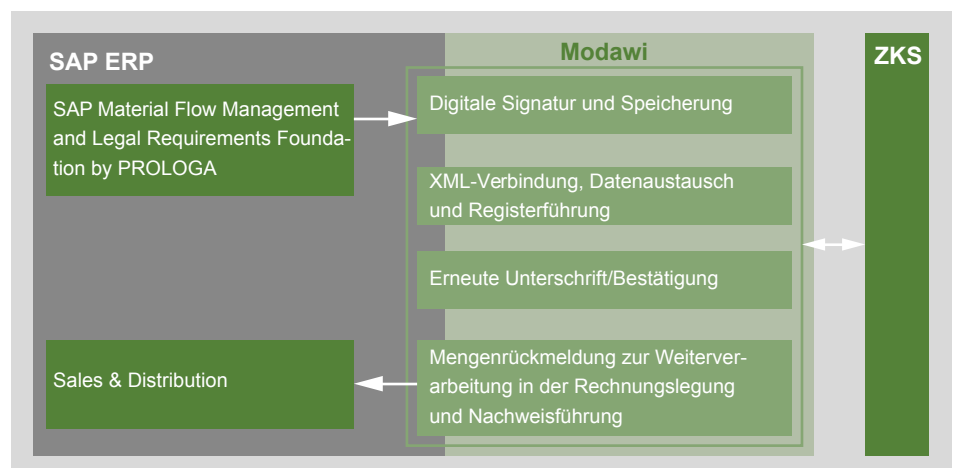 SAP ERP
Modawi
ZKS
SAP Material Flow Management
and Legal Requirements Founda-
tion by PROLOGA
Digitale Signatur und Speicherung
XML-Verbindung, Datenaustausch
und Registerführung
Erneute Unterschrift/Bestätigung
Sales & Distribution
Mengenrückmeldung zur Weiterver-
arbeitung in der Rechnungslegung
und Nachweisführung